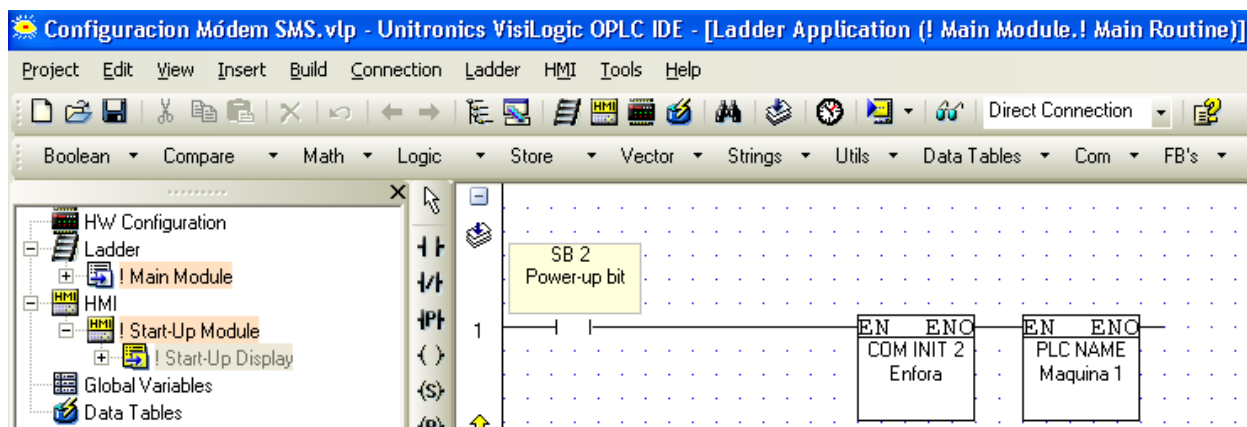 Configuracion Módem SMS.vlp - Unitronics VisiLogic OPLC IDE - [Ladder Application (! Main Module.! Main Routine)]
Project Edit View Insert Build Connection Ladder HMI Tools Help
HMI Direct Connection
Boolean Compare Math Logic Store Vector Strings Utils Data Tables Com FB's
HW Configuration
Ladder
! Main Module
HMI HMI
HMI ! Start-Up Module
! Start-Up Display
Global Variables
Data Tables
P
(S)
(R)
SB 2
Power-up bit
1
EN ENO
COM INIT 2
Enfora
EN ENO
PLC NAME
Maquina 1